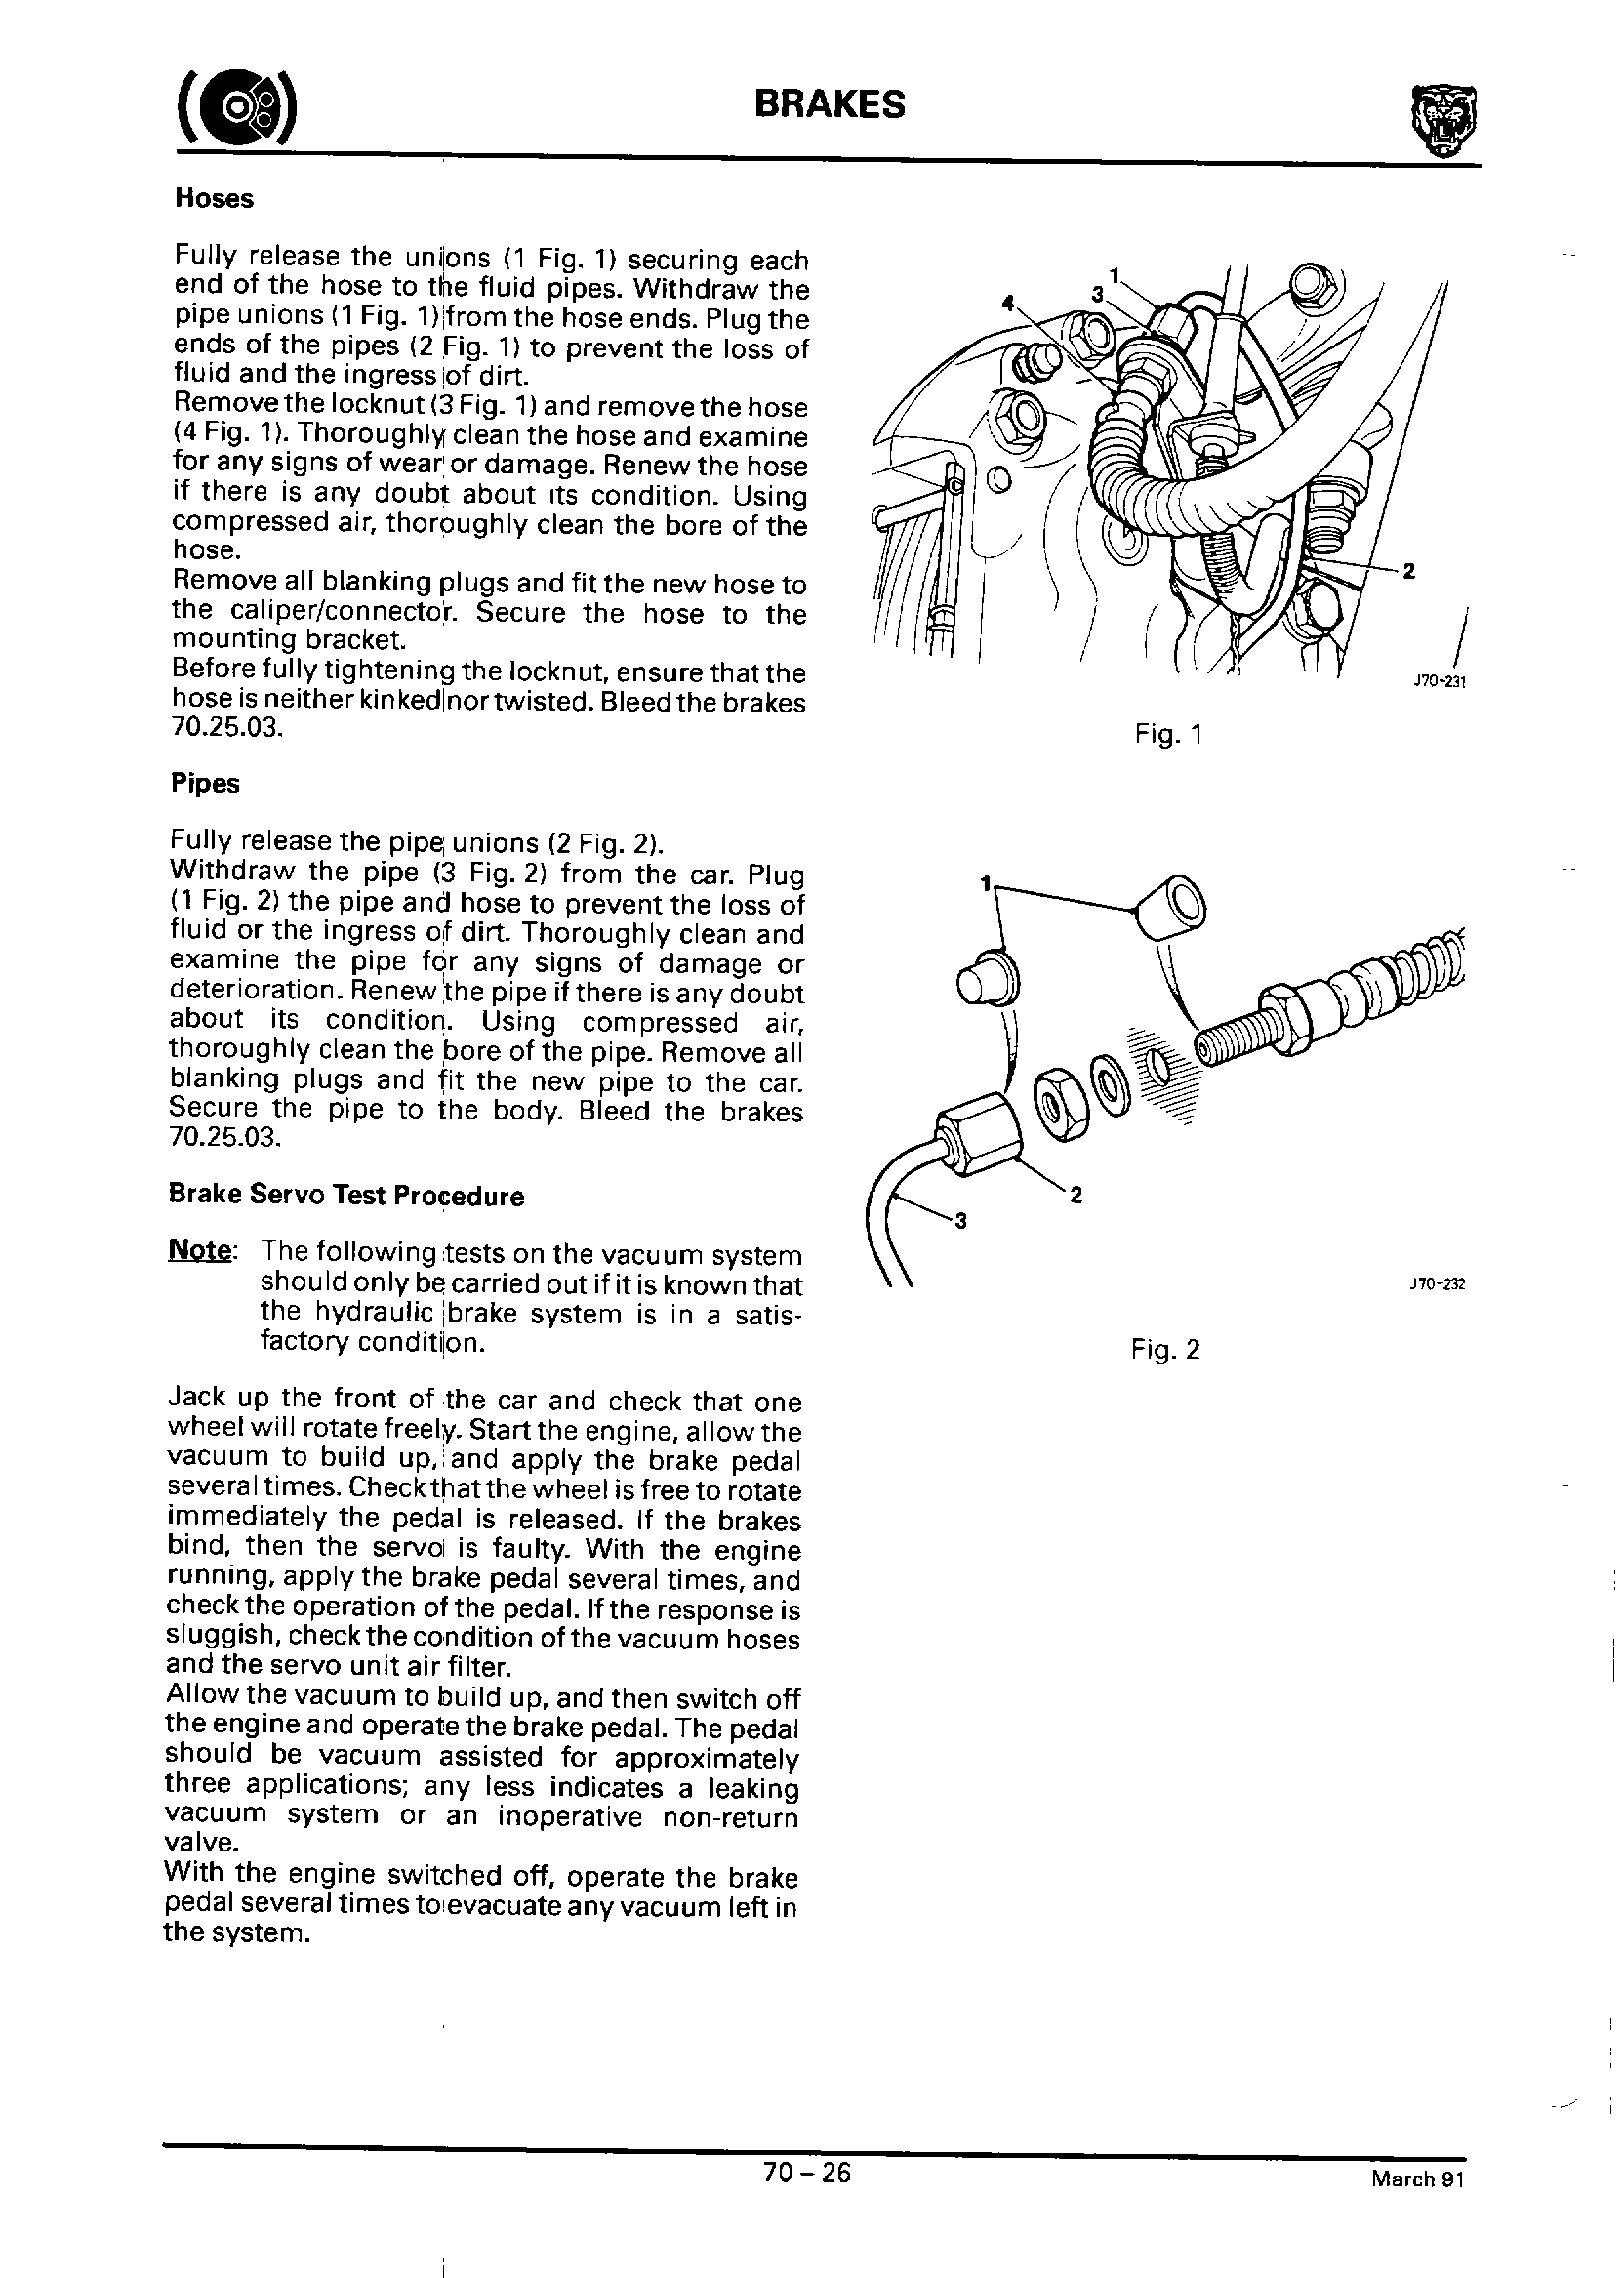 BRAKES
Hoses
Fully release the unions (1 Fig. 1) securing each
end of the hose to the fluid pipes. Withdraw the
pipe unions (1 Fig. 1) from the hose ends. Plug the
ends of the pipes (2 Fig. 1) to prevent the loss of
fluid and the ingress of dirt.
Remove the locknut (3 Fig. 1) and remove the hose
(4 Fig. 1). Thoroughly clean the hose and examine
for any signs of wear or damage. Renew the hose
if there is any doubt about its condition. Using
compressed air, thoroughly clean the bore of the
hose.
Remove all blanking plugs and fit the new hose to
the caliper/connector. Secure the hose to the
mounting bracket.
Before fully tightening the locknut, ensure that the
hose is neither kinked nor twisted. Bleed the brakes
70.25.03.
Pipes
Fully release the pipe unions (2 Fig. 2).
Withdraw the pipe (3 Fig. 2) from the car. Plug
(1 Fig. 2) the pipe and hose to prevent the loss of
fluid or the ingress of dirt. Thoroughly clean and
examine the pipe for any signs of damage or
deterioration. Renew the pipe if there is any doubt
about its condition. Using compressed air,
thoroughly clean the bore of the pipe. Remove all
blanking plugs and fit the new pipe to the car.
Secure the pipe to the body. Bleed the brakes
70.25.03.
Brake Servo Test Procedure
Note: The following tests on the vacuum system
should only be carried out if it is known that
the hydraulic brake system is in a satis-
factory condition.
Jack up the front of the car and check that one
wheel will rotate freely. Start the engine, allow the
vacuum to build up, and apply the brake pedal
several times. Check that the wheel is free to rotate
immediately the pedal is released. If the brakes
bind, then the servo is faulty. With the engine
running, apply the brake pedal several times, and
check the operation of the pedal. If the response is
sluggish, check the condition of the vacuum hoses
and the servo unit air filter.
Allow the vacuum to build up, and then switch off
the engine and operate the brake pedal. The pedal
should be vacuum assisted for approximately
three applications; any less indicates a leaking
vacuum system or an inoperative non-return
valve.
With the engine switched off, operate the brake
pedal several times to evacuate any vacuum left in
the system.
1
3
4
2
J70-231
Fig. 1
1
2
3
J70-232
Fig. 2
70 – 26
March 91